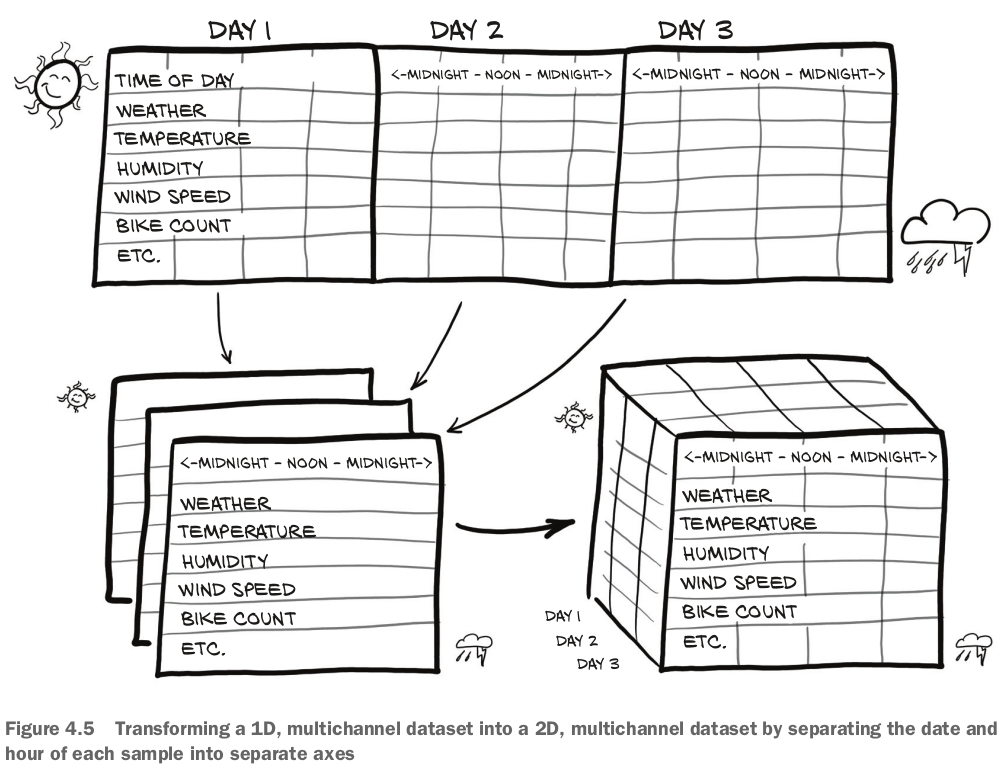 DAY 1 DAY 2 DAY 3
TIME OF DAY <-MIDNIGHT - NOON - MIDNIGHT-> <-MIDNIGHT - NOON - MIDNIGHT->
WEATHER
TEMPERATURE
HUMIDITY
WIND SPEED
BIKE COUNT
ETC.
<-MIDNIGHT - NOON - MIDNIGHT->
WEATHER
TEMPERATURE
HUMIDITY
WIND SPEED
BIKE COUNT
ETC.
<-MIDNIGHT - NOON - MIDNIGHT->
WEATHER
TEMPERATURE
HUMIDITY
WIND SPEED
BIKE COUNT
ETC.
DAY 1
DAY 2
DAY 3
Figure 4.5 Transforming a 1D, multichannel dataset into a 2D, multichannel dataset by separating the date and
hour of each sample into separate axes